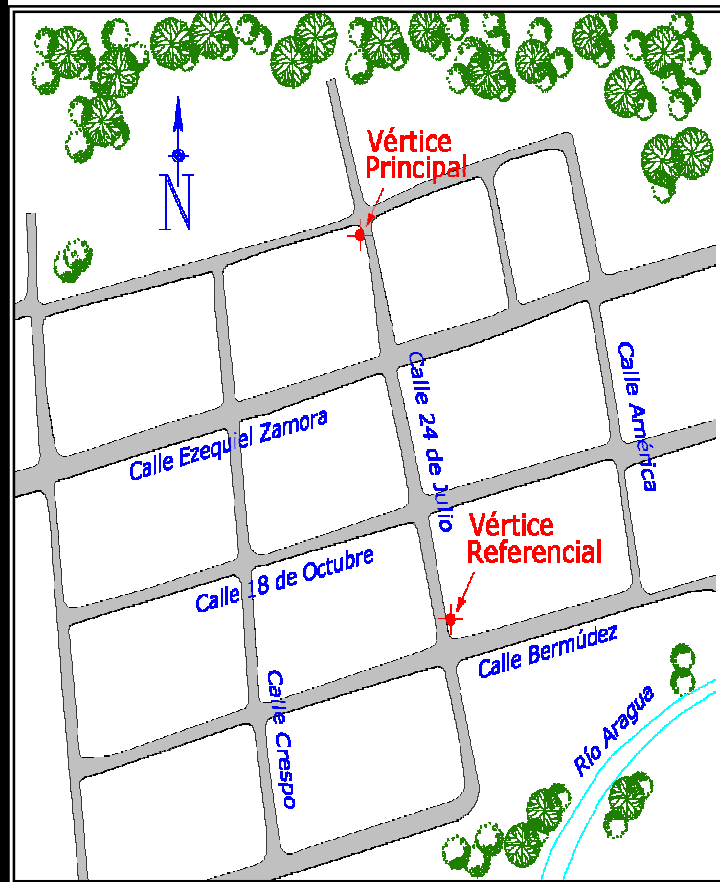 Vértice
Principal
N
Calle Ezequiel Zamora
Calle 24 de Julio
Calle América
Vértice
Referencial
Calle 18 de Octubre
Calle Bermúdez
Calle Crespo
Río Aragua